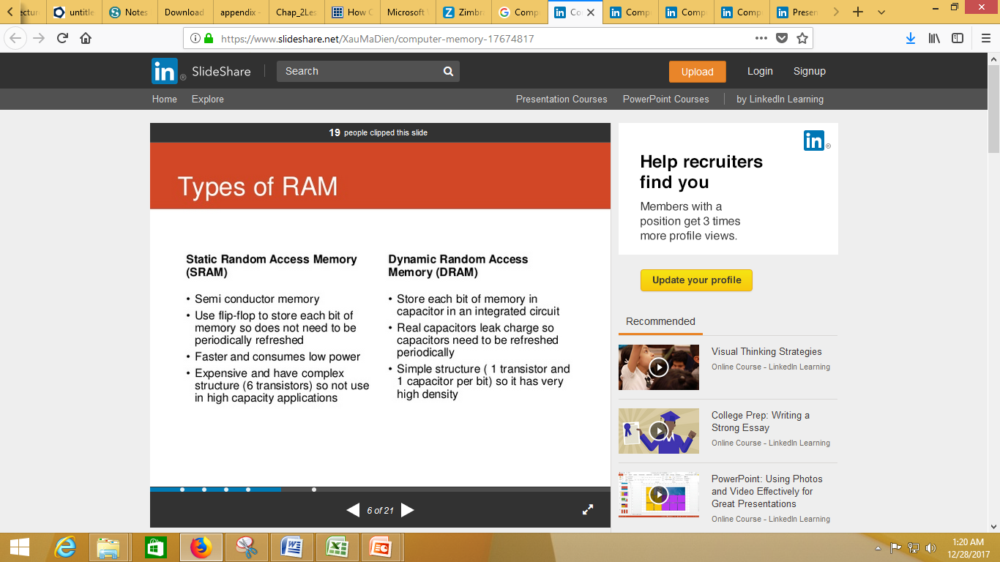 ectur
untitle
Notes
Download
appendix -
Chap_2Les
How C
Microsoft
Zimbra
Comp
Co
Comp
Comp
Comp
Presen
https://www.slideshare.net/XauMaDien/computer-memory-17674817
in ® SlideShare
Search
Upload
Login
Signup
Home
Explore
Presentation Courses
PowerPoint Courses
by LinkedIn Learning
19 people clipped this slide
Types of RAM
Static Random Access Memory
(SRAM)
• Semi conductor memory
• Use flip-flop to store each bit of
memory so does not need to be
periodically refreshed
• Faster and consumes low power
• Expensive and have complex
structure (6 transistors) so not use
in high capacity applications
Dynamic Random Access
Memory (DRAM)
• Store each bit of memory in
capacitor in an integrated circuit
• Real capacitors leak charge so
capacitors need to be refreshed
periodically
• Simple structure ( 1 transistor and
1 capacitor per bit) so it has very
high density
6 of 21
in ®
Help recruiters
find you
Members with a
position get 3 times
more profile views.
Update your profile
Recommended
Visual Thinking Strategies
Online Course - LinkedIn Learning
College Prep: Writing a
Strong Essay
Online Course - LinkedIn Learning
PowerPoint: Using Photos
and Video Effectively for
Great Presentations
Online Course - LinkedIn Learning
1:20 AM
12/28/2017